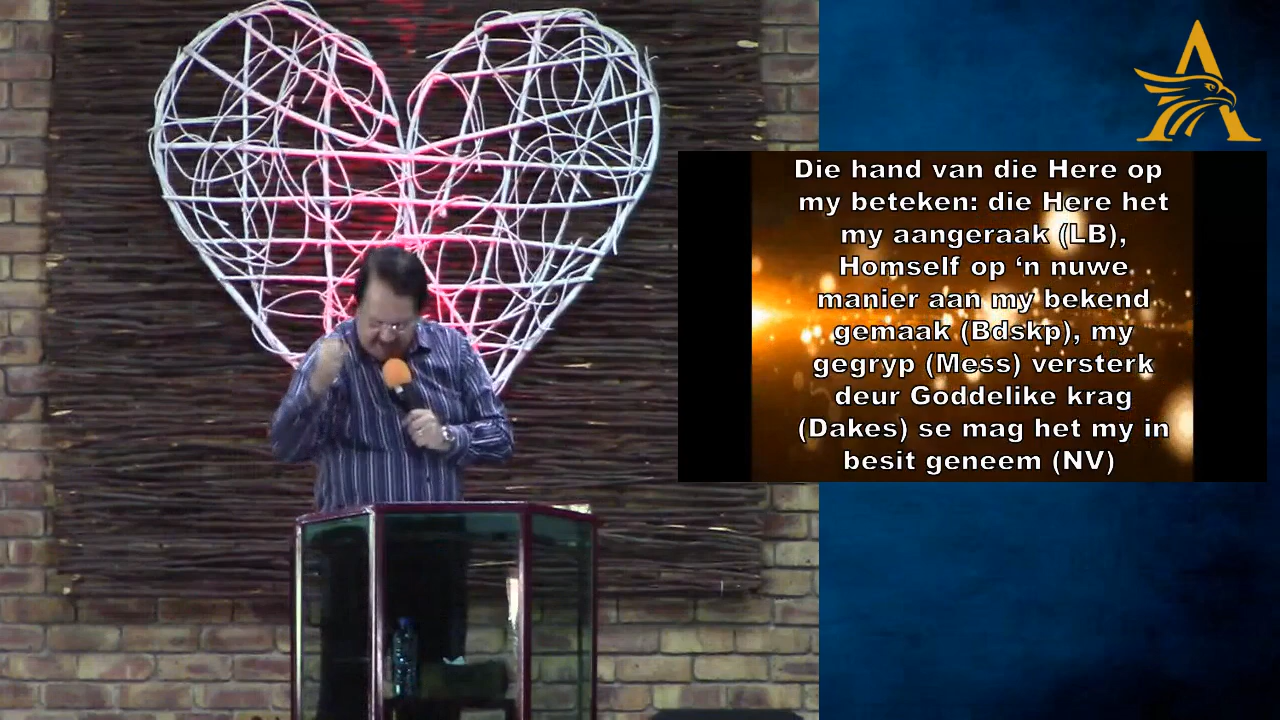 Die hand van die Here op
my beteken: die Here het
my aangeraak (LB),
Homself op ‘n nuwe
manier aan my bekend
gemaak (Bdskp), my
gegryp (Mess) versterk
deur Goddelike krag
(Dakes) se mag het my in
besit geneem (NV)